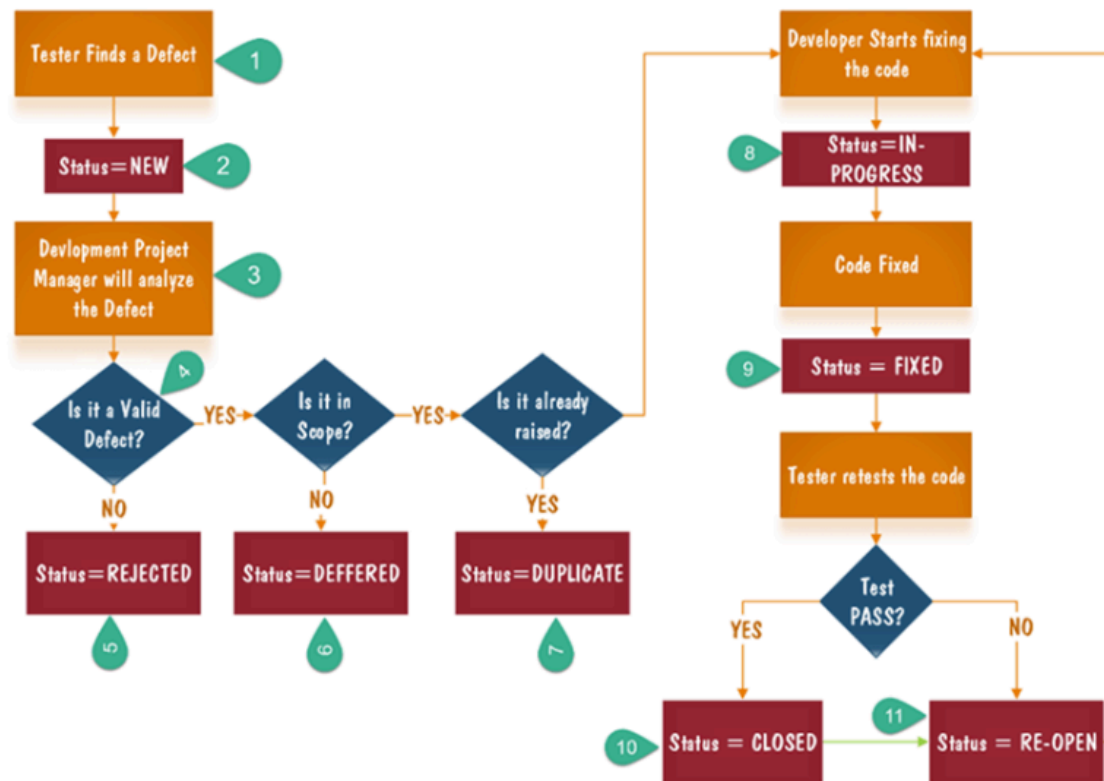 Tester Finds a Defect
1
Status=NEW
2
Devlopment Project
Manager will analyze
the Defect
3
Is it a Valid
Defect?
4
YES
NO
Status=REJECTED
5
Is it in
Scope?
YES
NO
Status=DEFFERED
6
Is it already
raised?
YES
Status=DUPLICATE
7
Developer Starts fixing
the code
Status=IN-
PROGRESS
8
Code Fixed
Status = FIXED
9
Tester retests the code
Test
PASS?
YES
NO
Status = CLOSED
10
Status = RE-OPEN
11